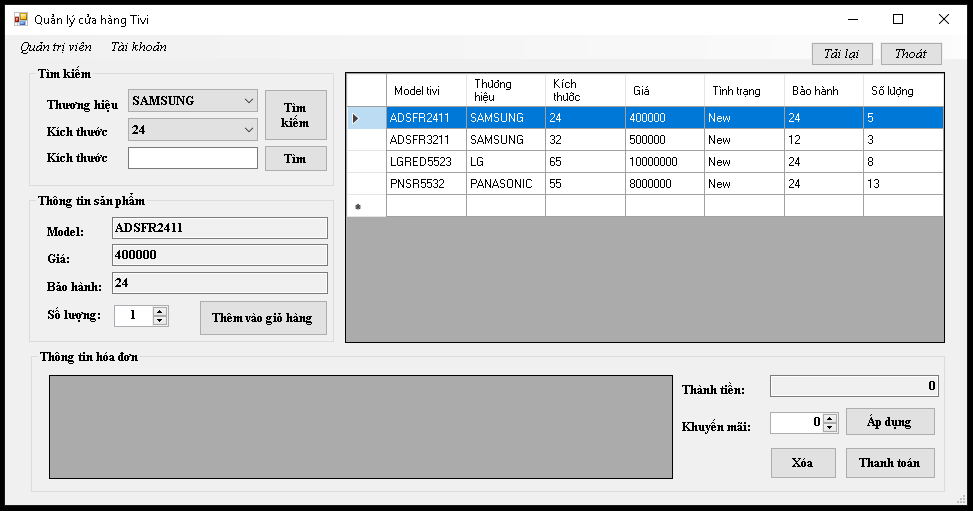 Quản lý cửa hàng Tivi
Quản trị viên Tài khoản
Tải lại Thoát
Tìm kiếm
Thương hiệu SAMSUNG
Tìm kiếm
Kích thước 24
Kích thước
Tìm
Model tivi Thương hiệu Kích thước Giá Tình trạng Bảo hành Số lượng
ADSFR2411 SAMSUNG 24 400000 New 24 5
ADSFR3211 SAMSUNG 32 500000 New 12 3
LGRED5523 LG 65 10000000 New 24 8
PNSR5532 PANASONIC 55 8000000 New 24 13
Thông tin sản phẩm
Model: ADSFR2411
Giá: 400000
Bảo hành: 24
Số lượng: 1
Thêm vào giỏ hàng
Thông tin hóa đơn
Thành tiền: 0
Khuyến mãi: 0
Áp dụng
Xóa Thanh toán